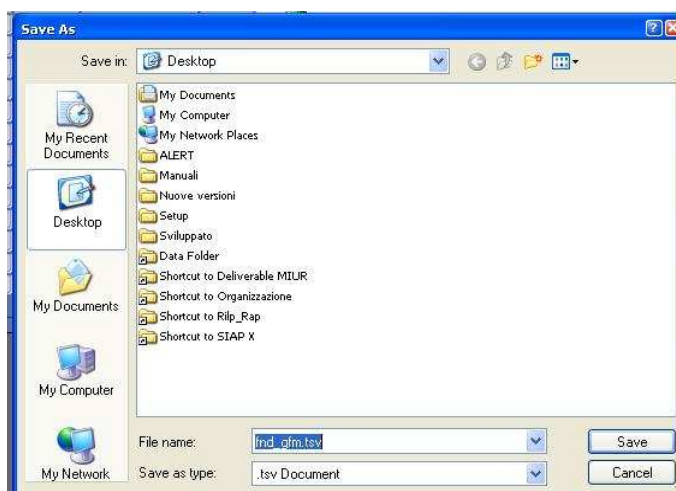 Save As
Save in:
Desktop
My Recent
Documents
Desktop
My Documents
My Computer
My Network
My Documents
My Computer
My Network Places
ALERT
Manuali
Nuove versioni
Setup
Sviluppato
Data Folder
Shortcut to Deliverable MIUR
Shortcut to Organizzazione
Shortcut to Rilp_Rap
Shortcut to SIAP X
File name:
fnd_gfm.tsv
Save
Save as type:
.tsv Document
Cancel